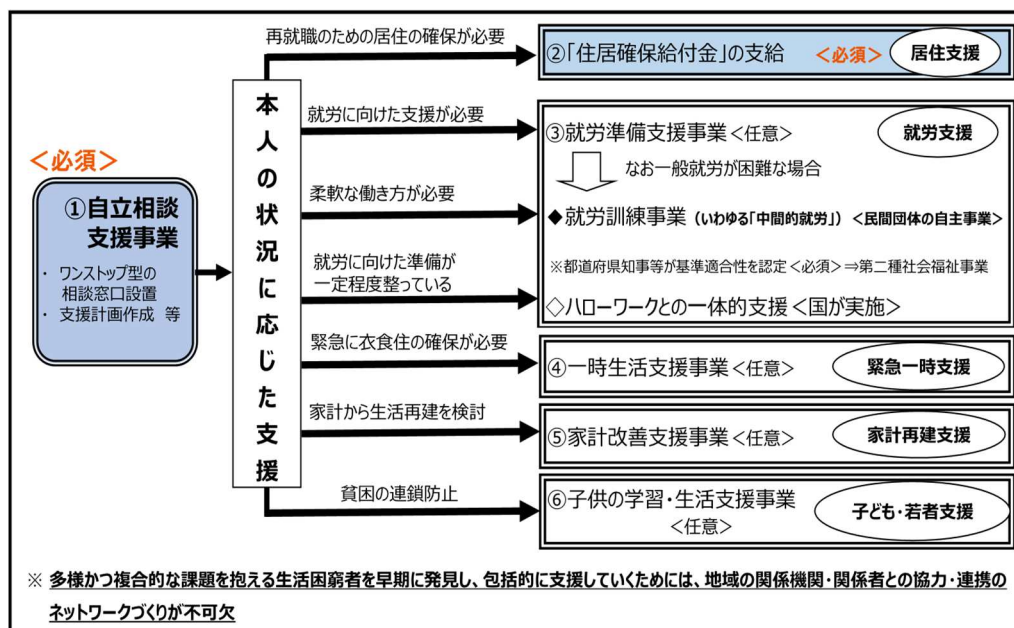 再就職のための居住の確保が必要
②「住居確保給付金」の支給 <必須> 居住支援
就労に向けた支援が必要
③就労準備支援事業<任意> 就労支援
なお一般就労が困難な場合
柔軟な働き方が必要
◆就労訓練事業(いわゆる「中間的就労」) <民間団体の自主事業>
※都道府県知事等が基準適合性を認定<必須>⇒第二種社会福祉事業
就労に向けた準備が
一定程度整っている
◇ハローワークとの一体的支援<国が実施>
<必須>
①自立相談
支援事業
・ ワンストップ型の
相談窓口設置
・ 支援計画作成 等
本人の状況に応じた支援
緊急に衣食住の確保が必要
④一時生活支援事業<任意> 緊急一時支援
家計から生活再建を検討
⑤家計改善支援事業<任意> 家計再建支援
貧困の連鎖防止
⑥子供の学習・生活支援事業
<任意>
子ども・若者支援
※ 多様かつ複合的な課題を抱える生活困窮者を早期に発見し、包括的に支援していくためには、地域の関係機関・関係者との協力・連携の
ネットワークづくりが不可欠